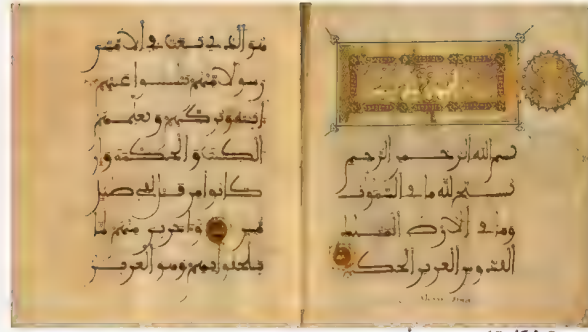 بسم الله الرحمن الرحيم
يسبح لله ما في السموت
وما في الارض الملك
القدوس العزيز الحكيم
هو الذي بعث في الاميين
رسولا منهم يتلوا عليهم
ايته ويزكيهم ويعلمهم
الكتب والحكمة وان
كانوا من قبل لفي ضلل
مبين واخرين منهم لما
يلحقوا بهم وهو العزيز